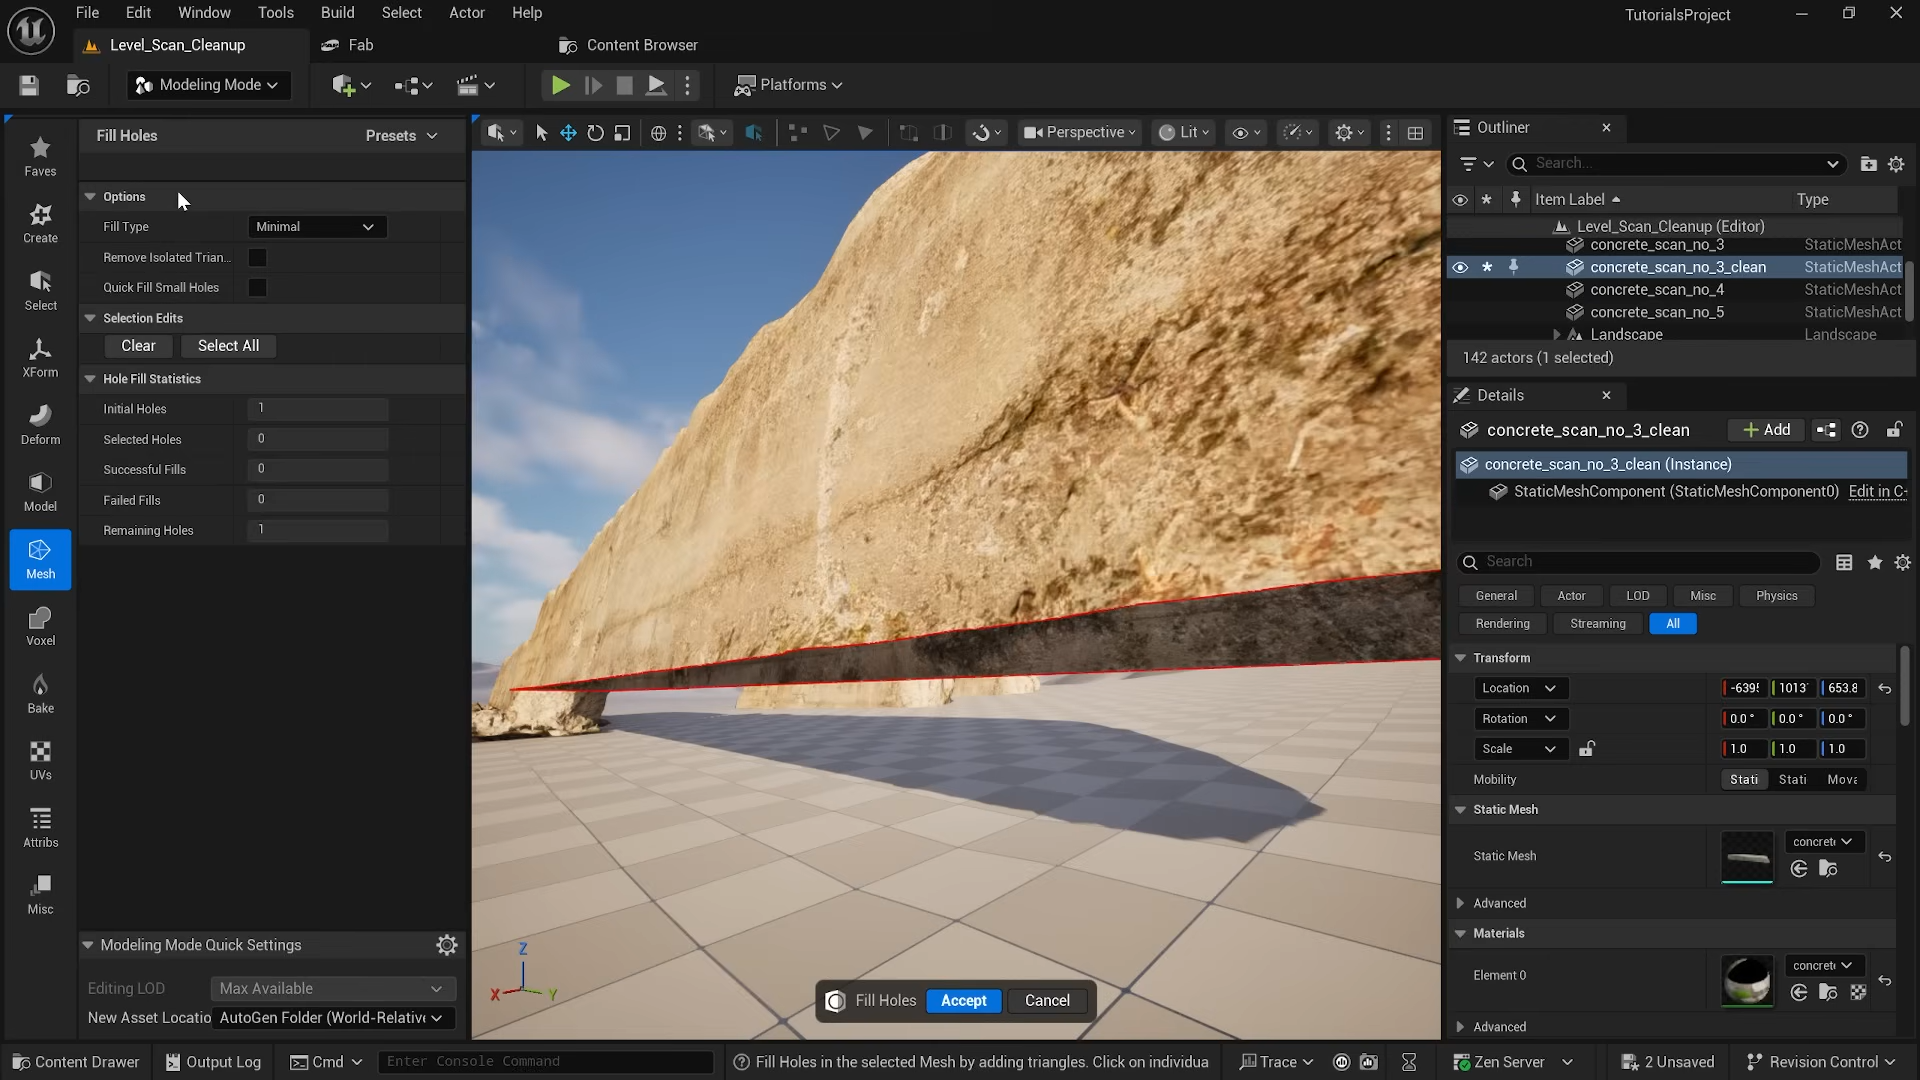 File Edit Window Tools Build Select Actor Help
TutorialsProject
Level_Scan_Cleanup
Fab
Content Browser
Modeling Mode
Platforms
Faves
Create
Select
XForm
Deform
Model
Mesh
Voxel
Bake
UVs
Attribs
Misc
Fill Holes
Presets
Options
Fill Type Minimal
Remove Isolated Trian...
Quick Fill Small Holes
Selection Edits
Clear Select All
Hole Fill Statistics
Initial Holes 1
Selected Holes 0
Successful Fills 0
Failed Fills 0
Remaining Holes 1
Modeling Mode Quick Settings
Editing LOD Max Available
New Asset Locatio AutoGen Folder (World-Relativ
Perspective
Lit
Z
X
Y
Fill Holes Accept Cancel
Outliner
Search...
Item Label Type
Level_Scan_Cleanup (Editor)
concrete_scan_no_3 StaticMeshAct
concrete_scan_no_3_clean StaticMeshAct
concrete_scan_no_4 StaticMeshAct
concrete_scan_no_5 StaticMeshAct
Landscape Landscape
142 actors (1 selected)
Details
concrete_scan_no_3_clean
Add
concrete_scan_no_3_clean (Instance)
StaticMeshComponent (StaticMeshComponent0) Edit in C+
Search
General Actor LOD Misc Physics
Rendering Streaming All
Transform
Location 653.8
Rotation 0.0 ° 0.0 ° 0.0 °
Scale 1.0 1.0 1.0
Mobility Stati Stati Mova
Static Mesh
Static Mesh
Advanced
Materials
Element 0
Advanced
Content Drawer
Output Log
Cmd
Enter Console Command
Fill Holes in the selected Mesh by adding triangles. Click on individua
Trace
Zen Server
2 Unsaved
Revision Control